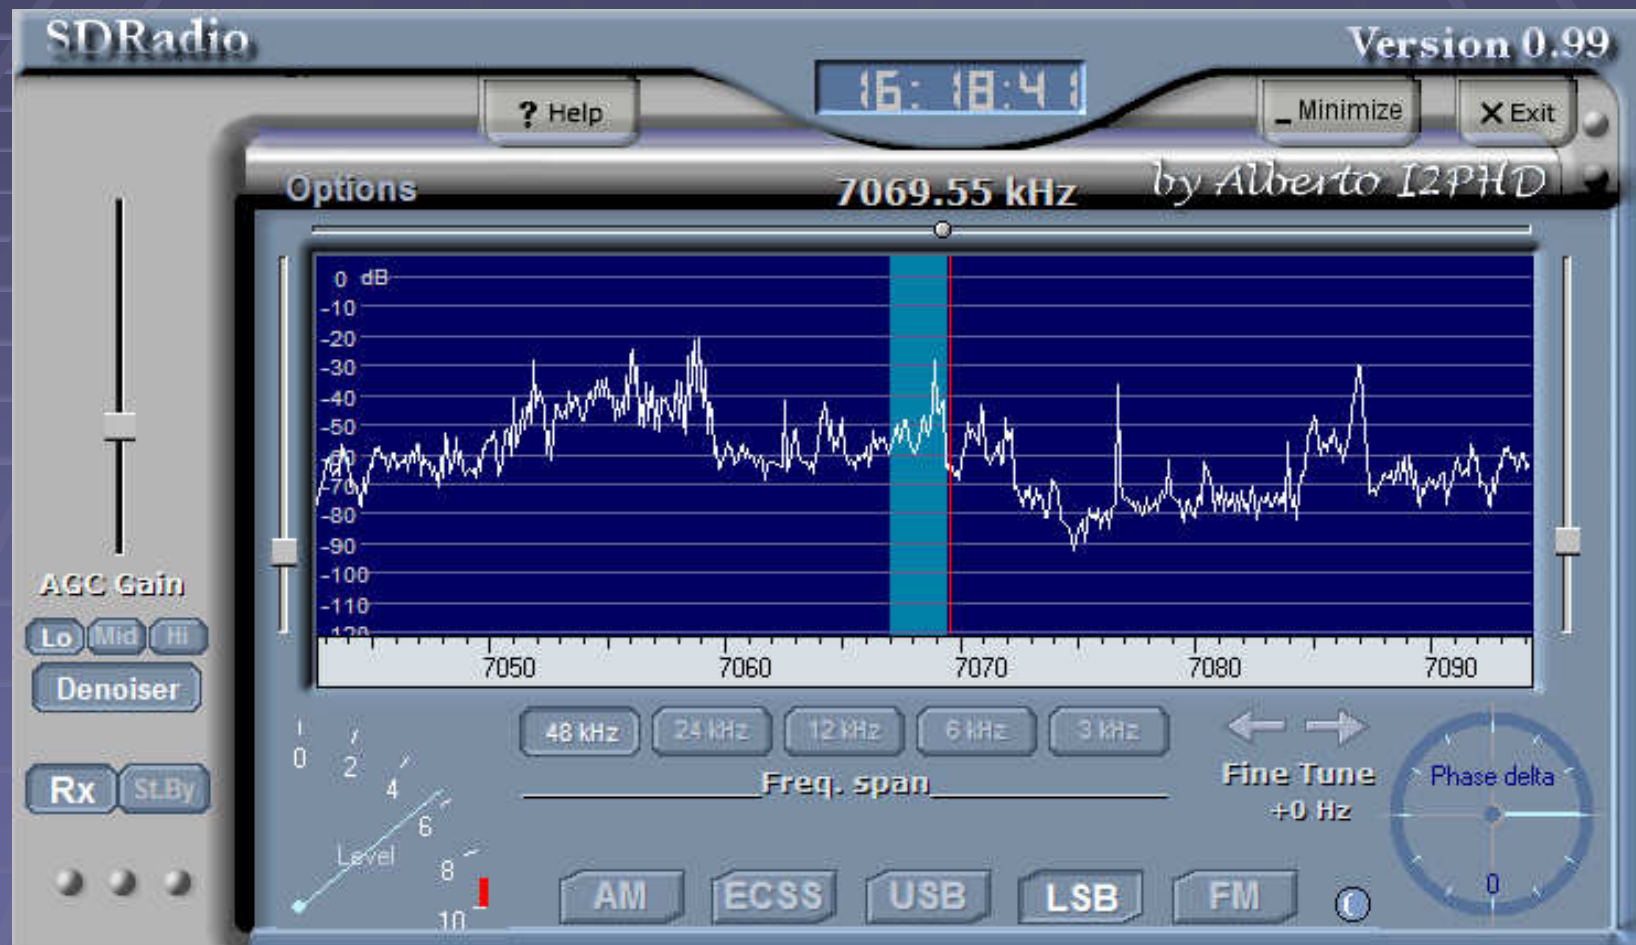 SDRadio
Version 0.99
16:18:41
? Help
Minimize
X Exit
Options
7069.55 kHz
by Alberto I2PHD
0 dB
-10
-20
-30
-40
-50
-60
-70
-80
-90
-100
-110
-120
7050 7060 7070 7080 7090
AGC Gain
Lo Mid Hi
Denoiser
Rx St.By
48 kHz 24 kHz 12 kHz 6 kHz 3 kHz
Freq. span
Fine Tune
+0 Hz
Phase delta
0
0 2 4 6 8 10
Level
AM ECSS USB LSB FM